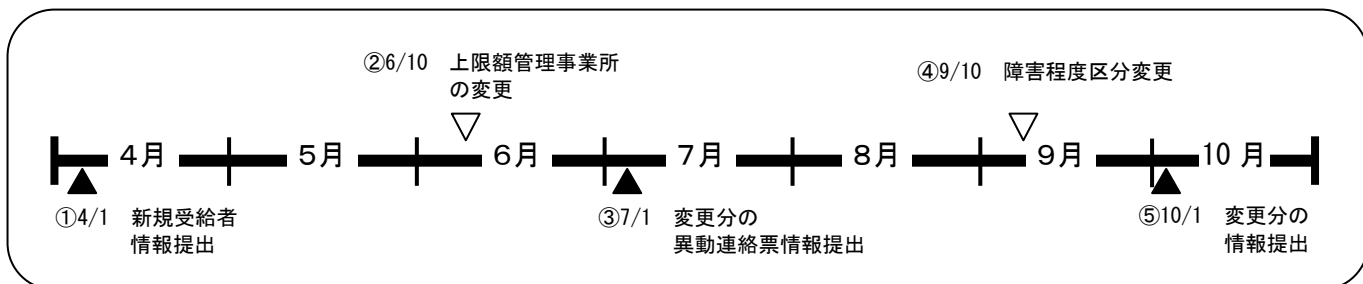 ②6/10 上限額管理事業所
の変更
④9/10 障害程度区分変更
4月 5月 6月 7月 8月 9月 10月
①4/1 新規受給者
情報提出
③7/1 変更分の
異動連絡票情報提出
⑤10/1 変更分の
情報提出